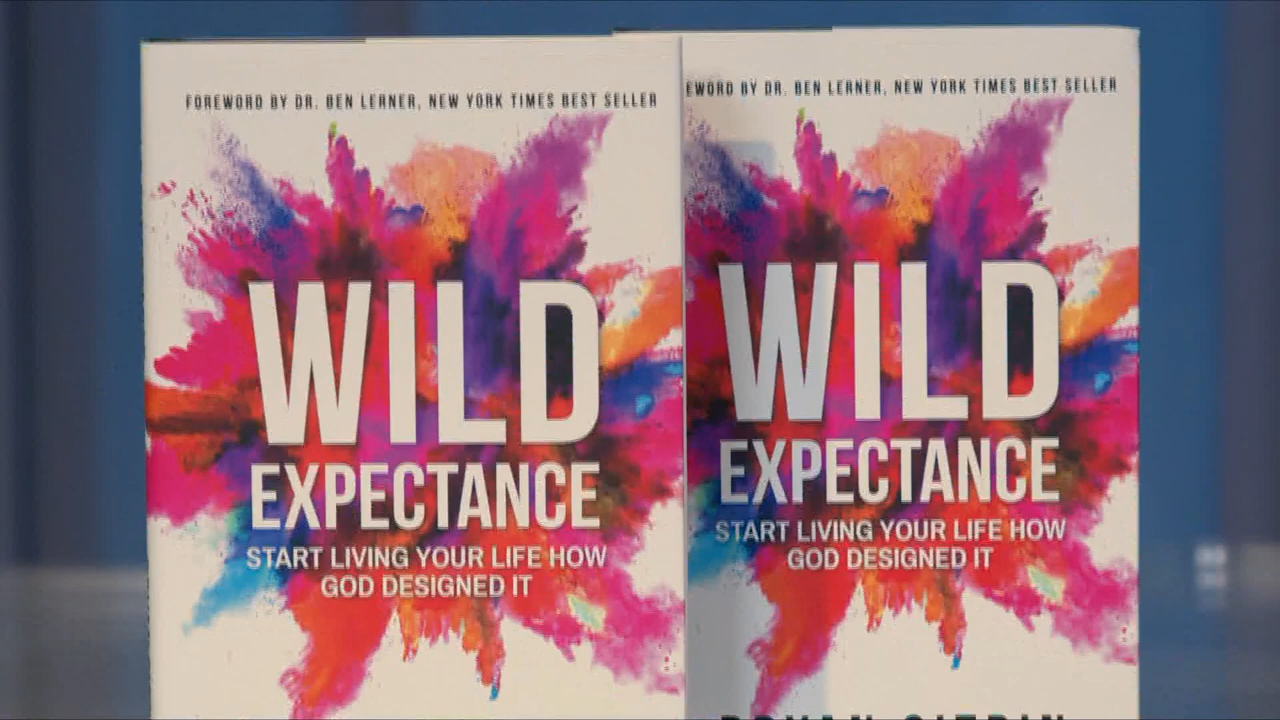 FOREWORD BY DR. BEN LERNER, NEW YORK TIMES BEST SELLER
WILD
EXPECTANCE
START LIVING YOUR LIFE HOW
GOD DESIGNED IT
BY DR. BEN LERNER, NEW YORK TIMES BEST SELLER
WILD
EXPECTANCE
START LIVING YOUR LIFE HOW
GOD DESIGNED IT